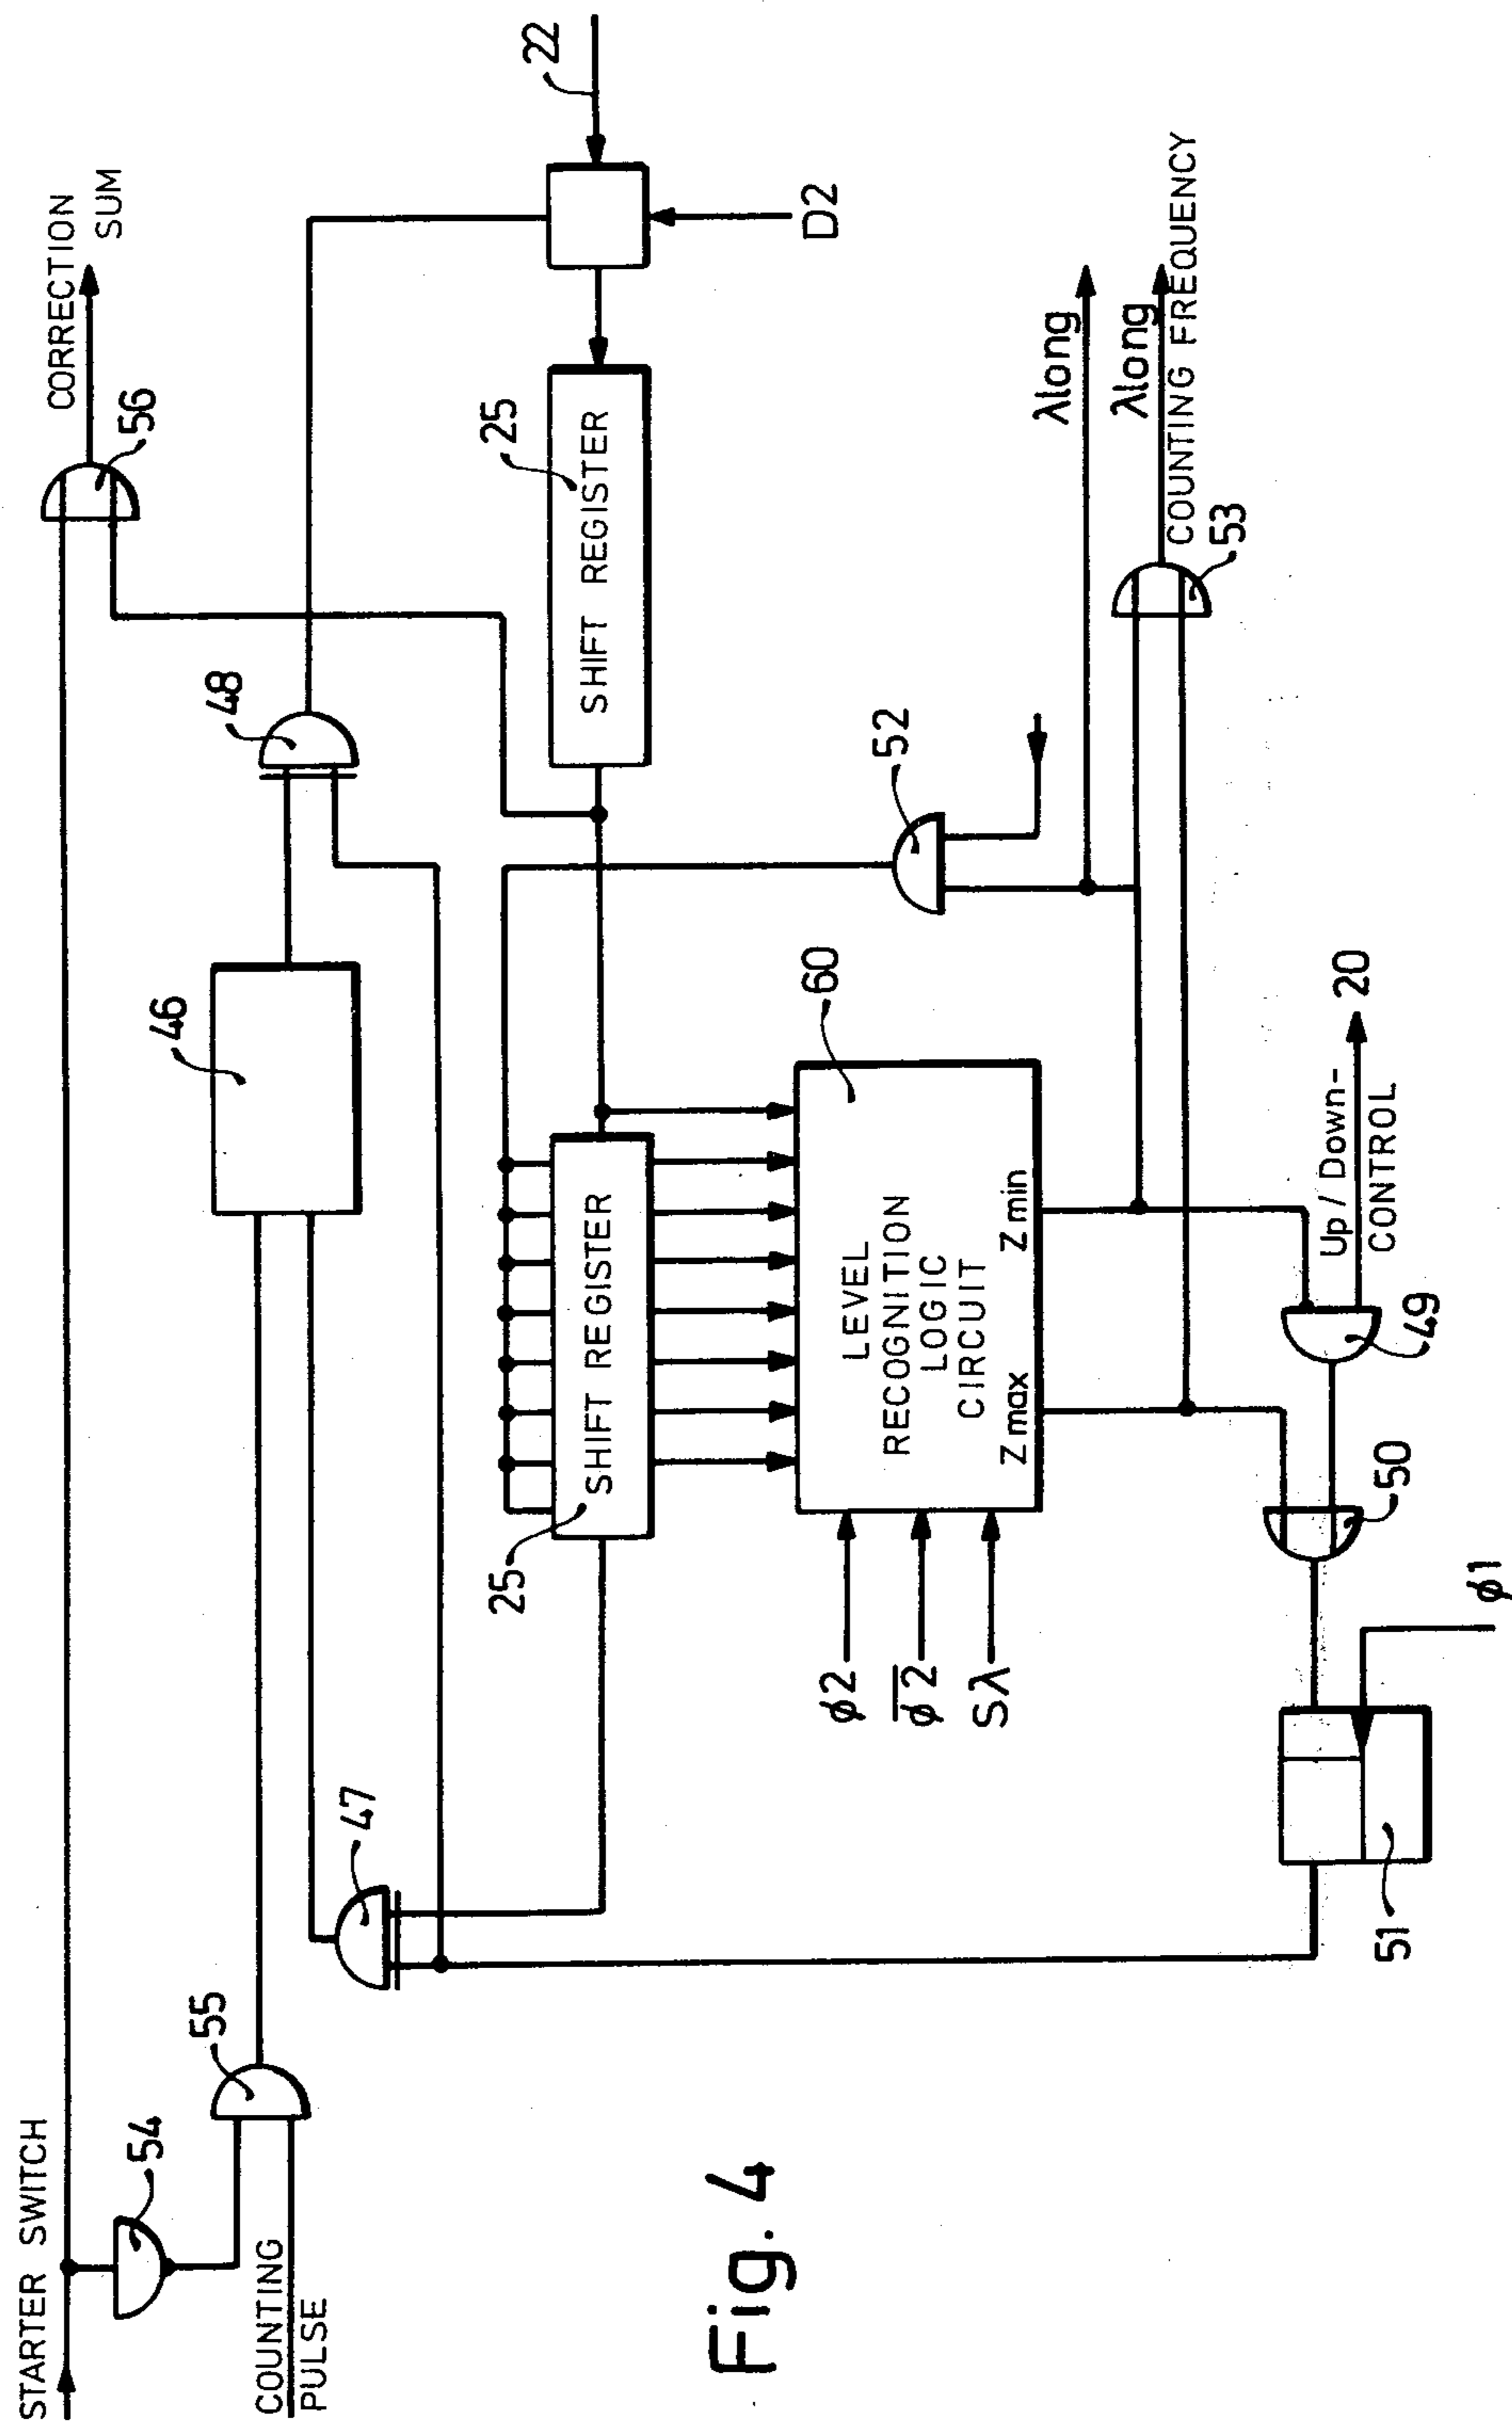 STARTER SWITCH
54
COUNTING
PULSE
55
47
46
48
56
CORRECTION
SUM
22
D2
25
SHIFT REGISTER
25
SHIFT REGISTER
52
60
LEVEL
RECOGNITION
LOGIC
CIRCUIT
Z max
Z min
ϕ2
ϕ̅2̅
Sλ
λlong
λlong
COUNTING FREQUENCY
53
Up / Down-
CONTROL
20
49
50
51
ϕ1
Fig. 4